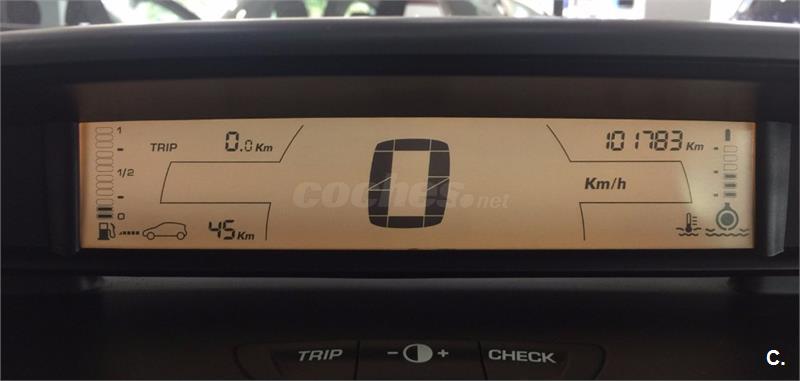 1
TRIP 0.0 Km
101783 Km
1/2
Km/h
coches.net
0
0
45 Km
TRIP - + CHECK
C.